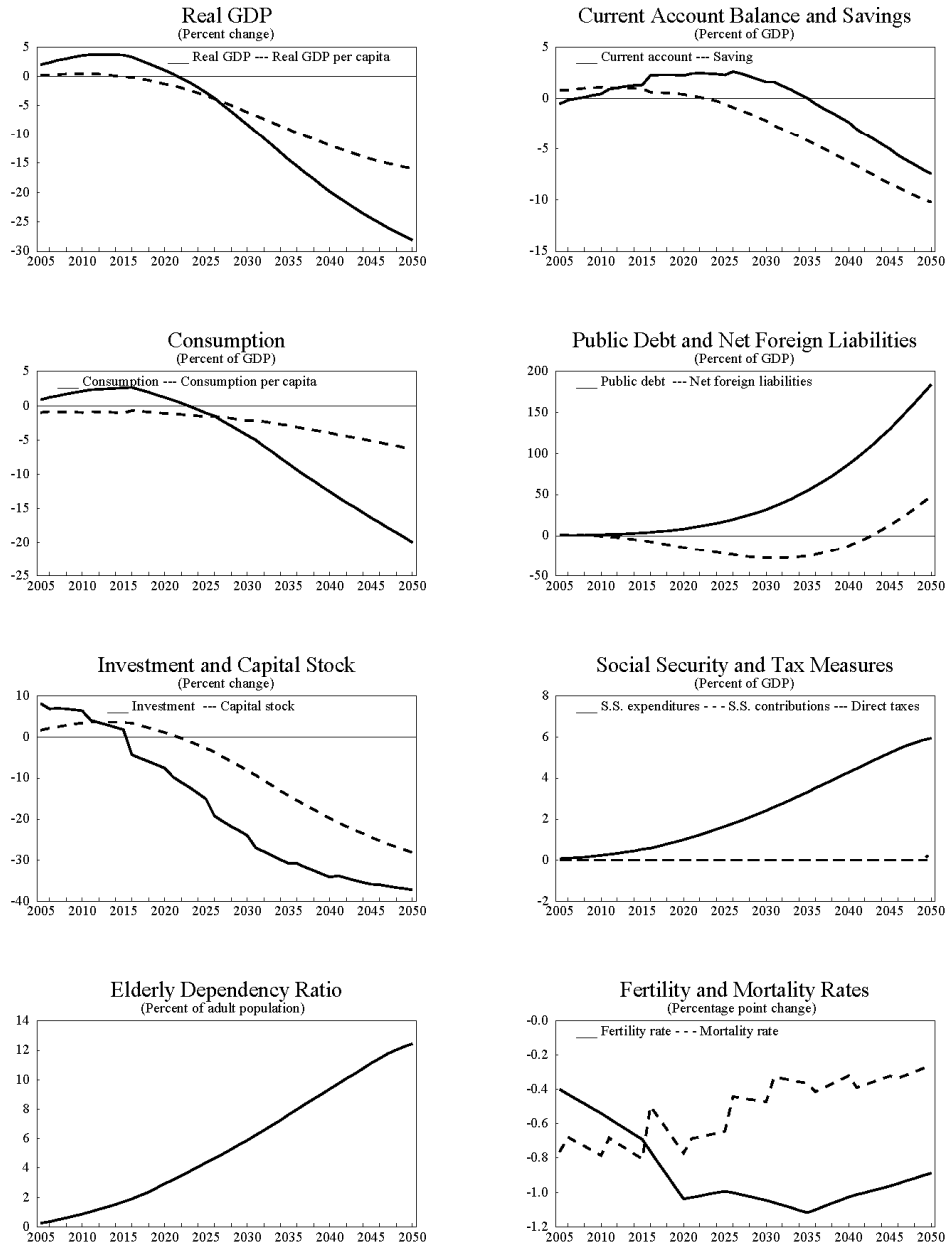 Real GDP
(Percent change)
___ Real GDP --- Real GDP per capita
5
0
-5
-10
-15
-20
-25
-30
2005 2010 2015 2020 2025 2030 2035 2040 2045 2050
Current Account Balance and Savings
(Percent of GDP)
___ Current account --- Saving
5
0
-5
-10
-15
2005 2010 2015 2020 2025 2030 2035 2040 2045 2050
Consumption
(Percent of GDP)
___ Consumption --- Consumption per capita
5
0
-5
-10
-15
-20
-25
2005 2010 2015 2020 2025 2030 2035 2040 2045 2050
Public Debt and Net Foreign Liabilities
(Percent of GDP)
___ Public debt --- Net foreign liabilities
200
150
100
50
0
-50
2005 2010 2015 2020 2025 2030 2035 2040 2045 2050
Investment and Capital Stock
(Percent change)
___ Investment --- Capital stock
10
0
-10
-20
-30
-40
2005 2010 2015 2020 2025 2030 2035 2040 2045 2050
Social Security and Tax Measures
(Percent of GDP)
___ S.S. expenditures - - - S.S. contributions --- Direct taxes
8
6
4
2
0
-2
2005 2010 2015 2020 2025 2030 2035 2040 2045 2050
Elderly Dependency Ratio
(Percent of adult population)
14
12
10
8
6
4
2
0
2005 2010 2015 2020 2025 2030 2035 2040 2045 2050
Fertility and Mortality Rates
(Percentage point change)
___ Fertility rate - - - Mortality rate
-0.0
-0.2
-0.4
-0.6
-0.8
-1.0
-1.2
2005 2010 2015 2020 2025 2030 2035 2040 2045 2050